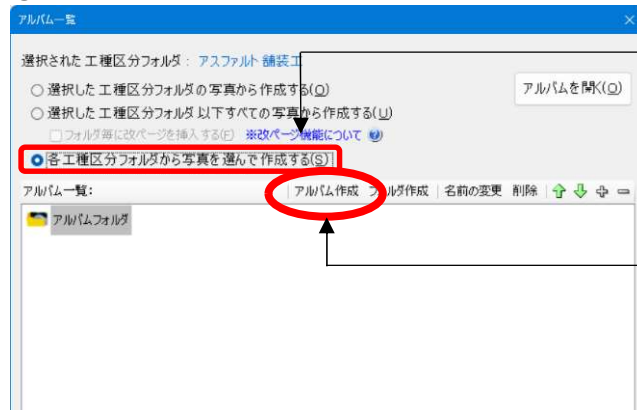 アルバム一覧
選択された工種区分フォルダ： アスファルト舗装工
選択した工種区分フォルダの写真から作成する(O)
アルバムを開く(O)
選択した工種区分フォルダ以下すべての写真から作成する(U)
フォルダ毎に改ページを挿入する(F) ※改ページ機能について
各工種区分フォルダから写真を選んで作成する(S)
アルバム一覧： アルバム作成 フォルダ作成 名前の変更 削除
アルバムフォルダ